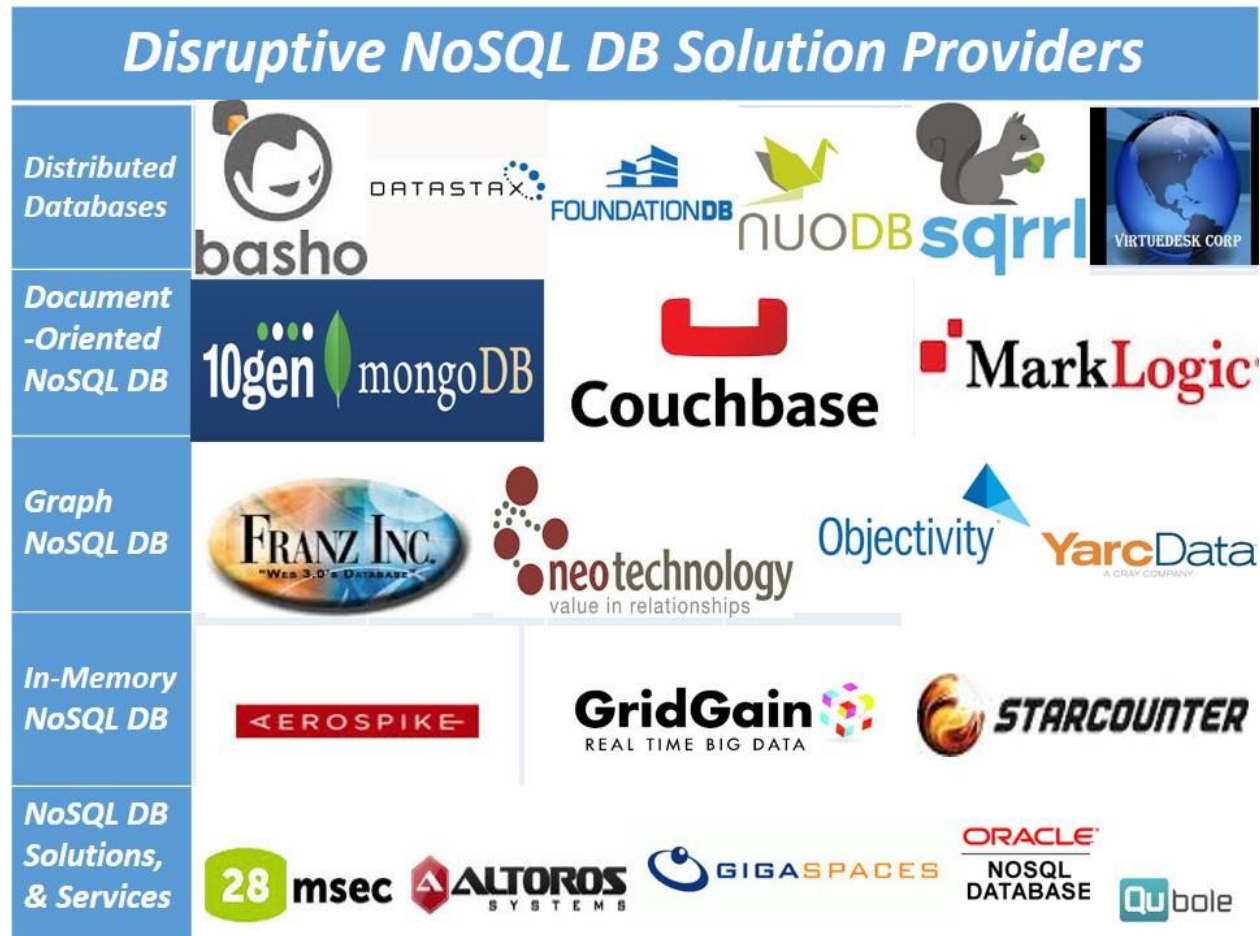 Disruptive NoSQL DB Solution Providers
Distributed
Databases
basho
DATASTAX
FOUNDATIONDB
NUODB
sqrrl
VIRTUEDESK CORP
Document
-Oriented
NoSQL DB
10gen
mongoDB
Couchbase
MarkLogic
Graph
NoSQL DB
FRANZ INC.
"WEB 3.0'S DATABASE"
neotechnology
value in relationships
Objectivity
YarcData
A CRAY COMPANY
In-Memory
NoSQL DB
AEROSPIKE
GridGain
REAL TIME BIG DATA
STARCOUNTER
NoSQL DB
Solutions,
& Services
28 msec
ALTOROS
SYSTEMS
GIGASPACES
ORACLE
NOSQL
DATABASE
Qubole